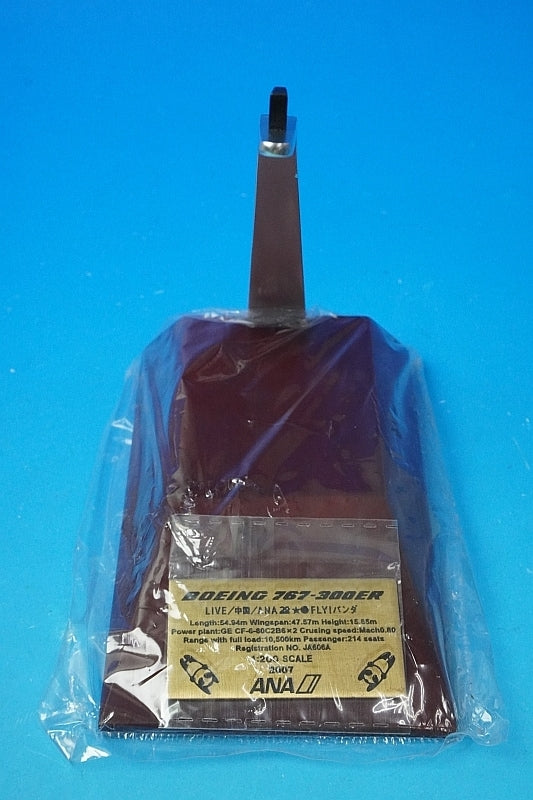 BOEING 767-300ER
LIVE/中国/ANA 22★●FLY!パンダ
Length:54.94m Wingspan:47.57m Height:15.85m
Power plant:GE CF-6-80C2B6×2 Crusing speed:Mach0.80
Range with full load:10,500km Passanger:214 seats
Registration NO. JA606A
1:200 SCALE
2007
ANA